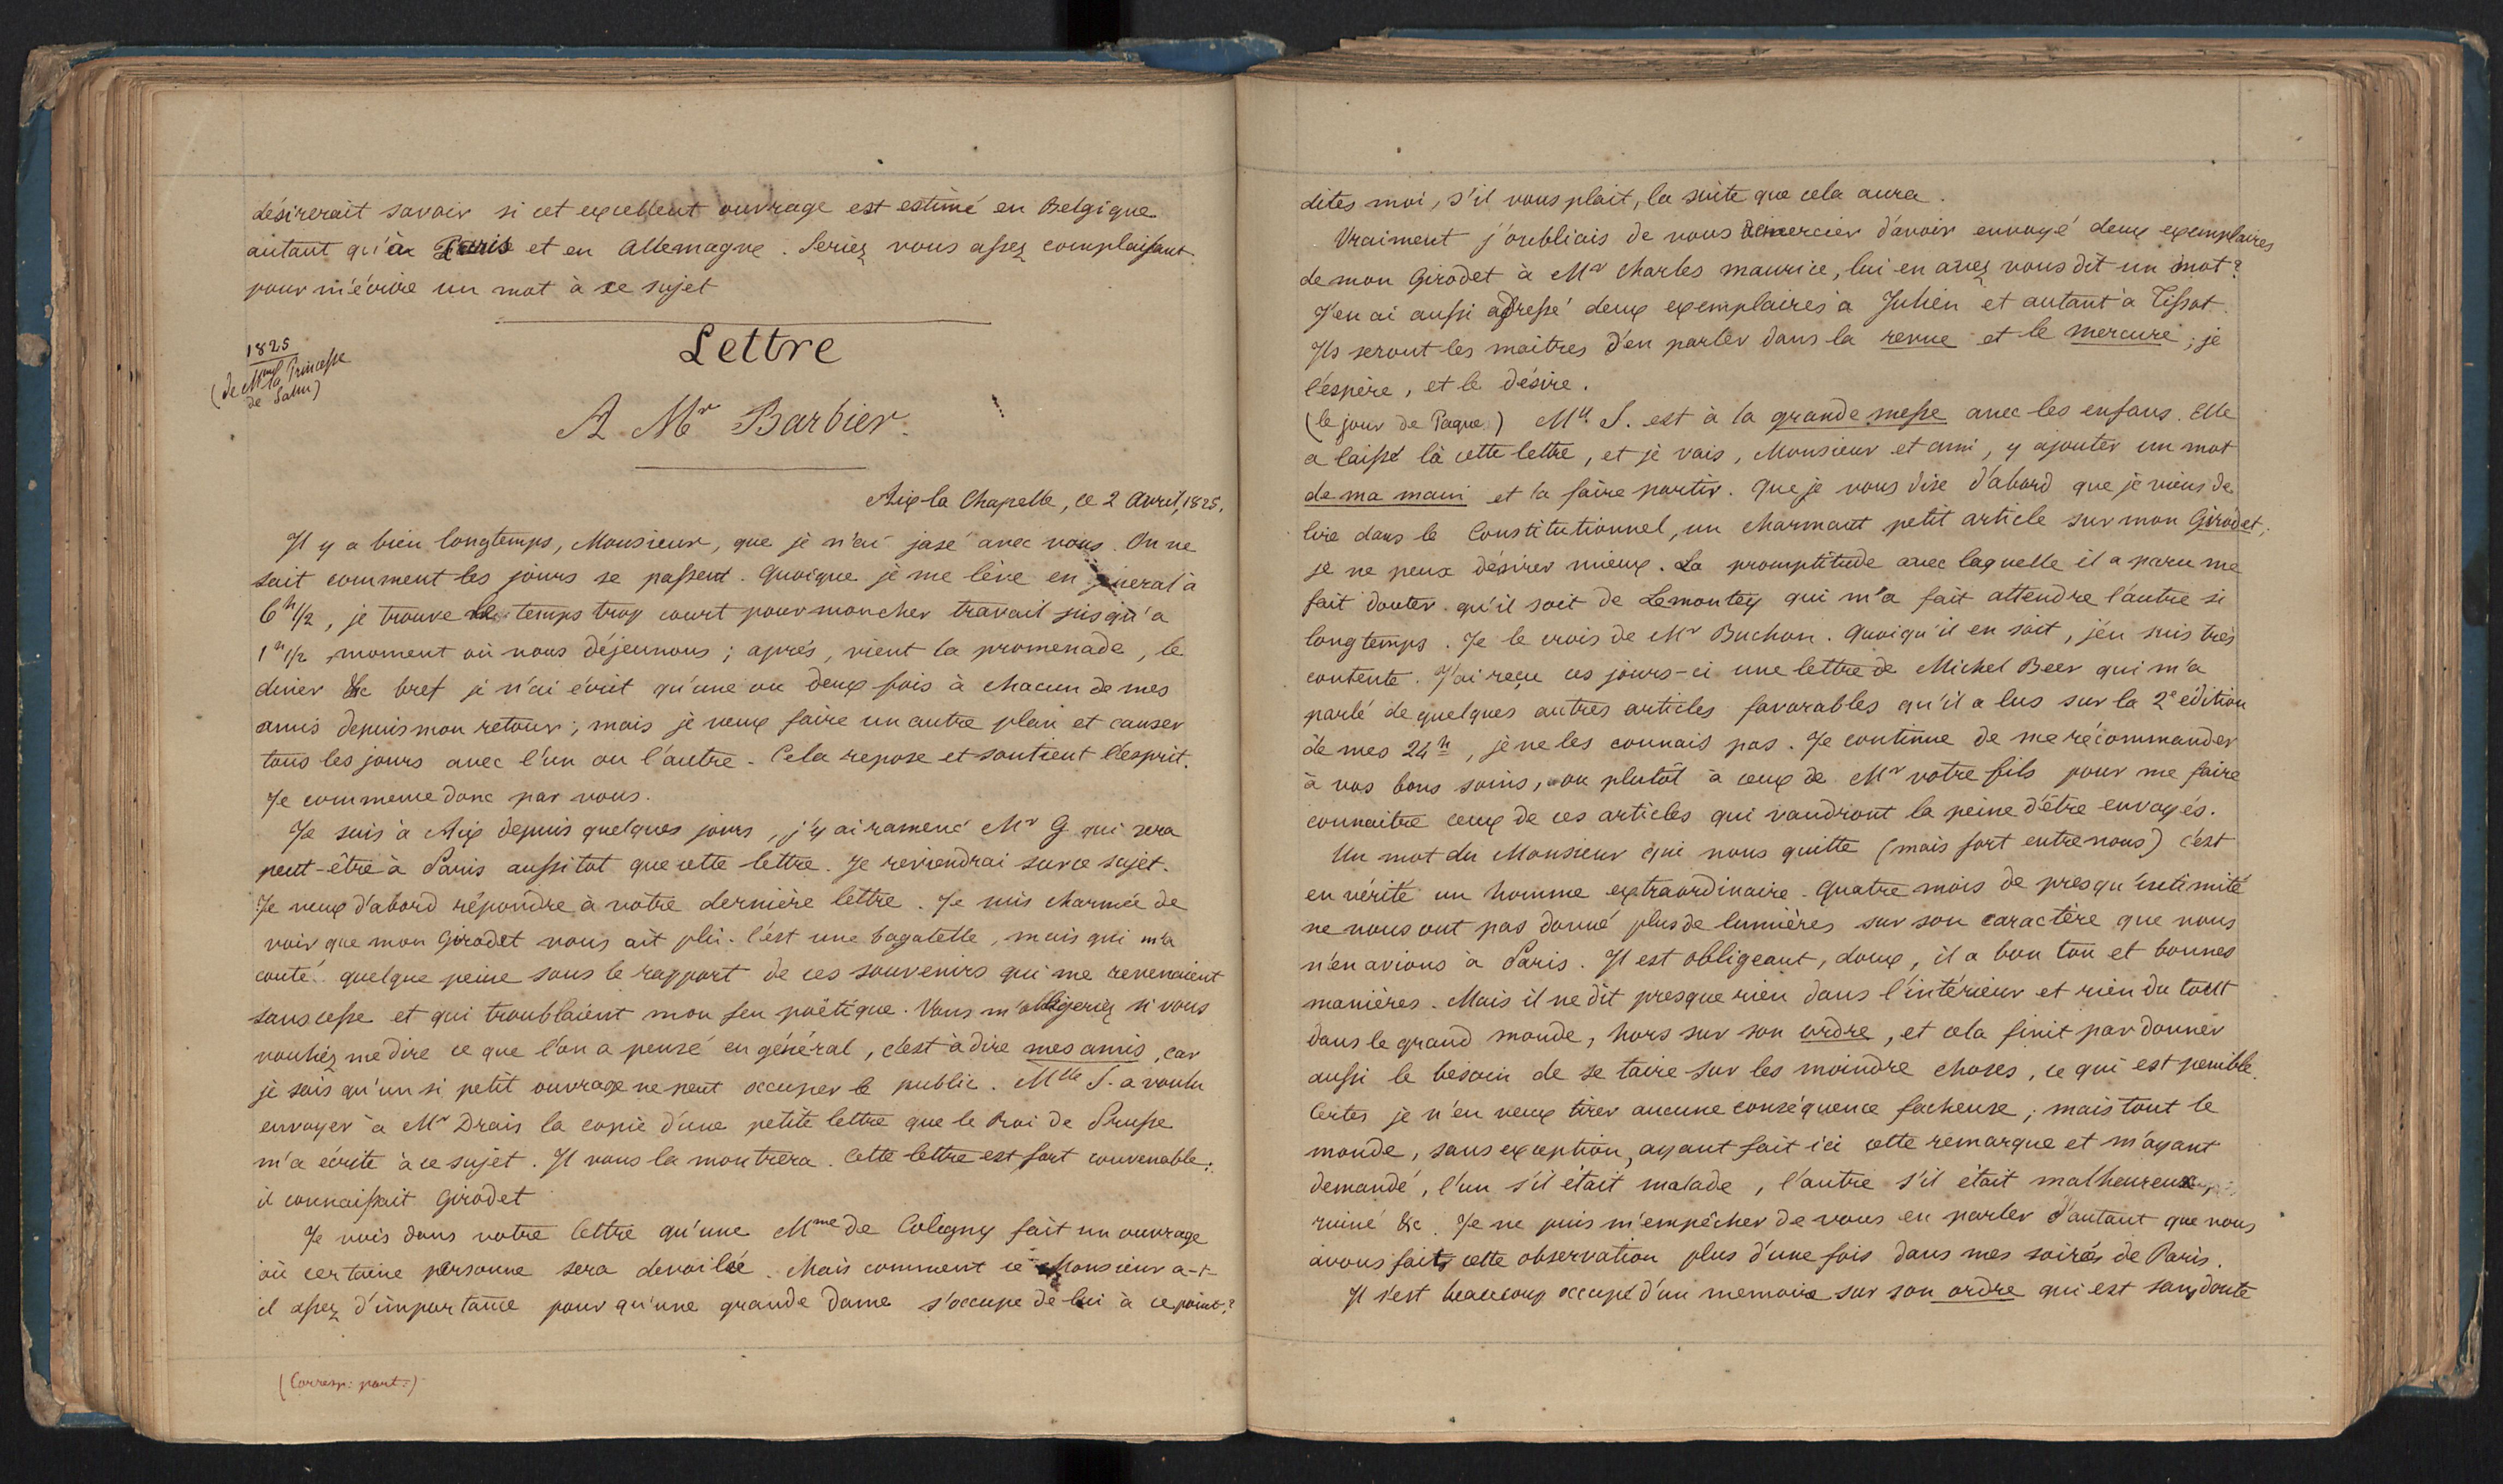 désirerait savoir si cet excellent ouvrage est estimé en Belgique
autant qu'à Paris et en Allemagne. Seriez vous assez complaisant
pour m'écrire un mot à ce sujet
Lettre
1825
(de Mme la Princesse
de Salm)
A Mr Barbier.
Aix-la Chapelle, ce 2 Avril, 1825.
Il y a bien longtemps, Monsieur, que je n'ai jasé avec vous. On ne
sait comment les jours se passent. Quoique je me lève en général à
6h 1/2, je trouve le temps trop court pour mon cher travail jusqu'à
1h 1/2 moment où nous déjeunons ; après, vient la promenade, le
diner &c bref je n'ai écrit qu'une ou deux fois à chacun de mes
amis depuis mon retour ; mais je veux faire un autre plan et causer
tous les jours avec l'un ou l'autre. Cela repose et soutient l'esprit.
Je commence donc par vous.
Je suis à Aix depuis quelques jours, j'y ai ramené Mr G qui sera
peut-être à Paris aussitot que cette lettre. Je reviendrai sur ce sujet.
Je veux d'abord répondre à votre dernière lettre. Je suis charmée de
voir que mon Girodet vous ait plu. C'est une bagatelle, mais qui m'a
couté quelque peine sous le rapport de ces souvenirs qui me revenaient
sans cesse et qui troublaient mon feu poëtique. Vous m'obligeriez si vous
vouliez me dire ce que l'on a pensé en général, c'est à dire mes amis, car
je sais qu'un si petit ouvrage ne peut occuper le public. Mlle S. a voulu
envoyer à Mr Drais la copie d'une petite lettre que le Roi de Prusse
m'a écrite à ce sujet. Il vous la montrera. Cette lettre est fort convenable ;
il connaissait Girodet
Je vois dans votre lettre qu'une Mme de Coligny fait un ouvrage
où certaine personne sera devoilée. Mais comment ce Monsieur a-t-
il assez d'importance pour qu'une grande Dame s'occupe de lui à ce point ?
(Corresp: part:)
dites moi, s'il vous plait, la suite que cela aura.
Vraiment j'oubliais de vous remercier d'avoir envoyé deux exemplaires
de mon Girodet à Mr Charles Maurice, lui en avez vous dit un mot ?
J'en ai aussi adressé deux exemplaires à Julien et autant à Tissot.
Ils seront les maitres d'en parler dans la revue et le mercure ; je
l'espère, et le désire.
(le jour de Paque) Mlle S. est à la grande messe avec les enfans. Elle
a laissé là cette lettre, et je vais, Monsieur et ami, y ajouter un mot
de ma main et la faire partir. Que je vous dise d'abord que je viens de
lire dans le Constitutionnel, un charmant petit article sur mon Girodet ;
je ne peux désirer mieux. La promptitude avec laquelle il a paru me
fait douter qu'il soit de Lemontey qui m'a fait attendre l'autre si
longtemps. Je le crois de Mr Buchon. Quoiqu'il en soit, j'en suis très
contente. J'ai reçu ces jours-ci une lettre de Michel Beer qui m'a
parlé de quelques autres articles favorables qu'il a lus sur la 2e édition
de mes 24h, je ne les connais pas. Je continue de me récommander
à vos bons soins, ou plutôt à ceux de Mr votre fils pour me faire
connaitre ceux de ces articles qui vaudront la peine d'être envoyés.
Un mot du Monsieur qui nous quitte (mais fort entre nous) c'est
en vérité un homme extraordinaire. Quatre mois de presqu'intimité
ne nous ont pas donné plus de lumières sur son caractère que nous
n'en avions à Paris. Il est obligeant, doux, il a bon ton et bonnes
manières. Mais il ne dit presque rien dans l'intérieur et rien du tout
dans le grand monde, hors sur son ordre, et cela finit par donner
aussi le besoin de se taire sur les moindre choses, ce qui est penible.
Certes je n'en veux tirer aucune conséquence facheuse ; mais tout le
monde, sans exception, ayant fait ici cette remarque et m'ayant
demandé, l'un s'il était malade, l'autre s'il était malheureux,
ruiné &c. Je ne puis m'empêcher de vous en parler d'autant que nous
avons fait cette observation plus d'une fois dans mes soirées de Paris.
Il s'est beaucoup occupé d'un memoire sur son ordre qui est sans doute